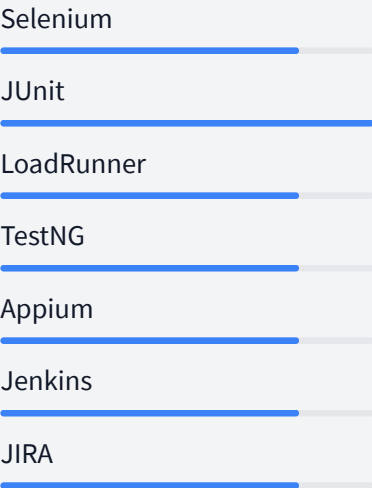 Selenium
JUnit
LoadRunner
TestNG
Appium
Jenkins
JIRA